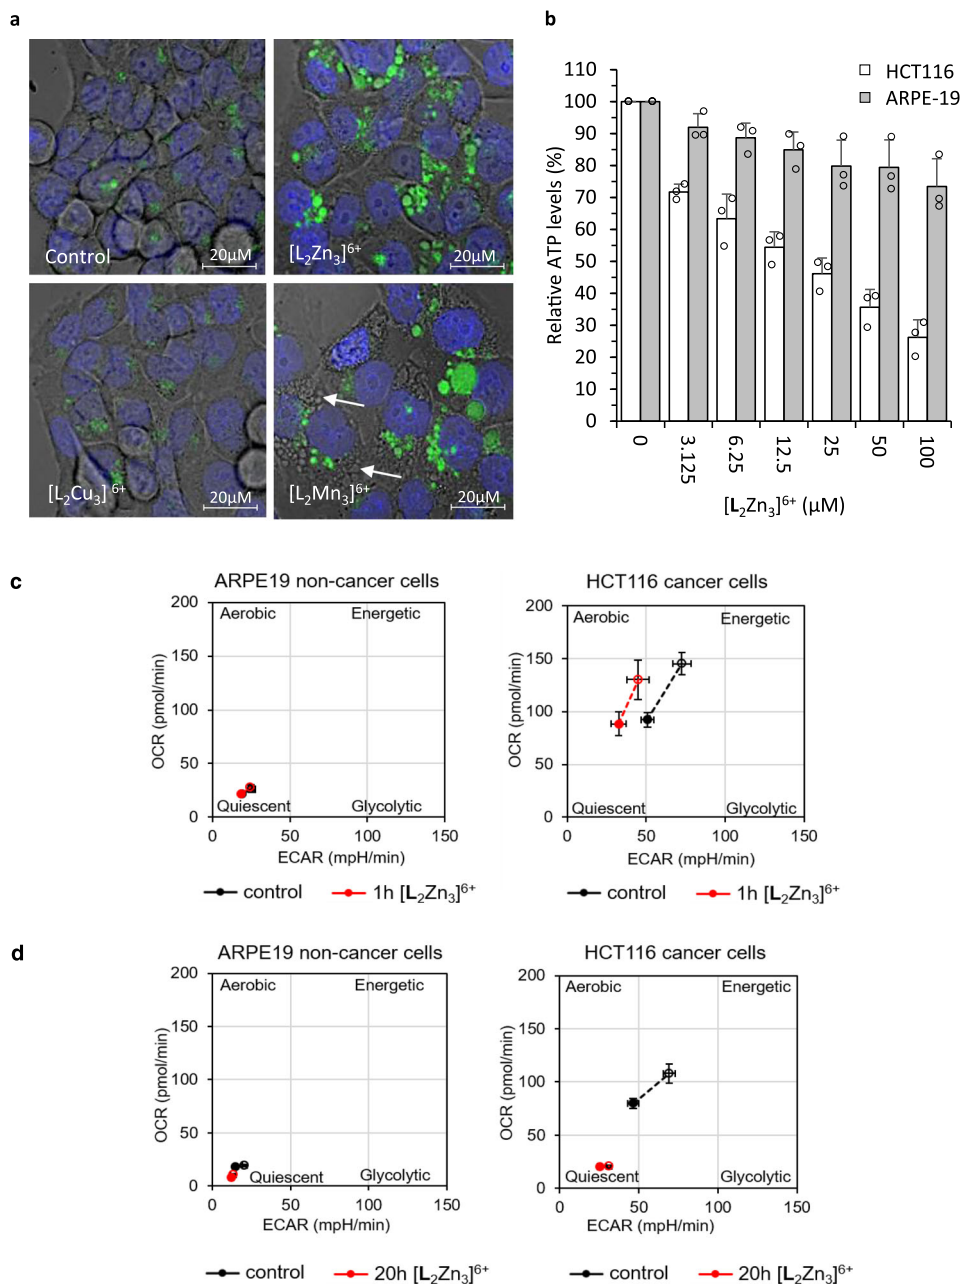 a
Control
20μM
[L2Zn3]6+
20μM
[L2Cu3] 6+
20μM
[L2Mn3]6+
20μM
b
HCT116
ARPE-19
Relative ATP levels (%)
110
100
90
80
70
60
50
40
30
20
10
0
0
3.125
6.25
12.5
25
50
100
[L2Zn3]6+ (μM)
c
ARPE19 non-cancer cells
Aerobic
Energetic
Quiescent
Glycolytic
OCR (pmol/min)
200
150
100
50
0
0
50
100
150
ECAR (mpH/min)
control
1h [L2Zn3]6+
HCT116 cancer cells
Aerobic
Energetic
Quiescent
Glycolytic
OCR (pmol/min)
200
150
100
50
0
0
50
100
150
ECAR (mpH/min)
control
1h [L2Zn3]6+
d
ARPE19 non-cancer cells
Aerobic
Energetic
Quiescent
Glycolytic
OCR (pmol/min)
200
150
100
50
0
0
50
100
150
ECAR (mpH/min)
control
20h [L2Zn3]6+
HCT116 cancer cells
Aerobic
Energetic
Quiescent
Glycolytic
OCR (pmol/min)
200
150
100
50
0
0
50
100
150
ECAR (mpH/min)
control
20h [L2Zn3]6+